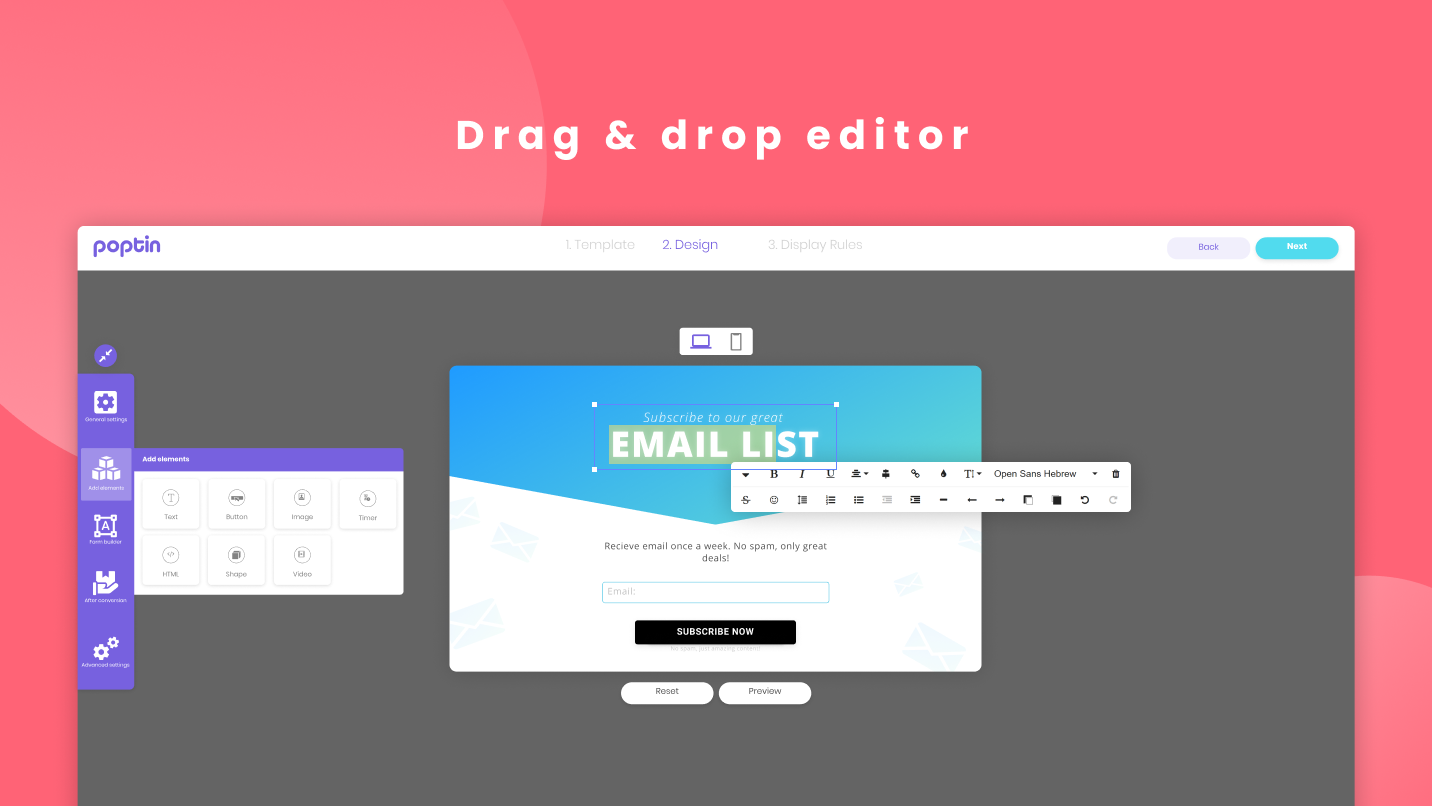 Drag & drop editor
poptin
1. Template 2. Design 3. Display Rules
Back Next
General settings
Add elements
Form builder
After conversion
Advanced settings
Add elements
Text Button Image Timer
HTML Shape Video
Subscribe to our great
EMAIL LIST
B I U Open Sans Hebrew
Recieve email once a week. No spam, only great
deals!
Email:
SUBSCRIBE NOW
No spam, just amazing content!
Reset Preview